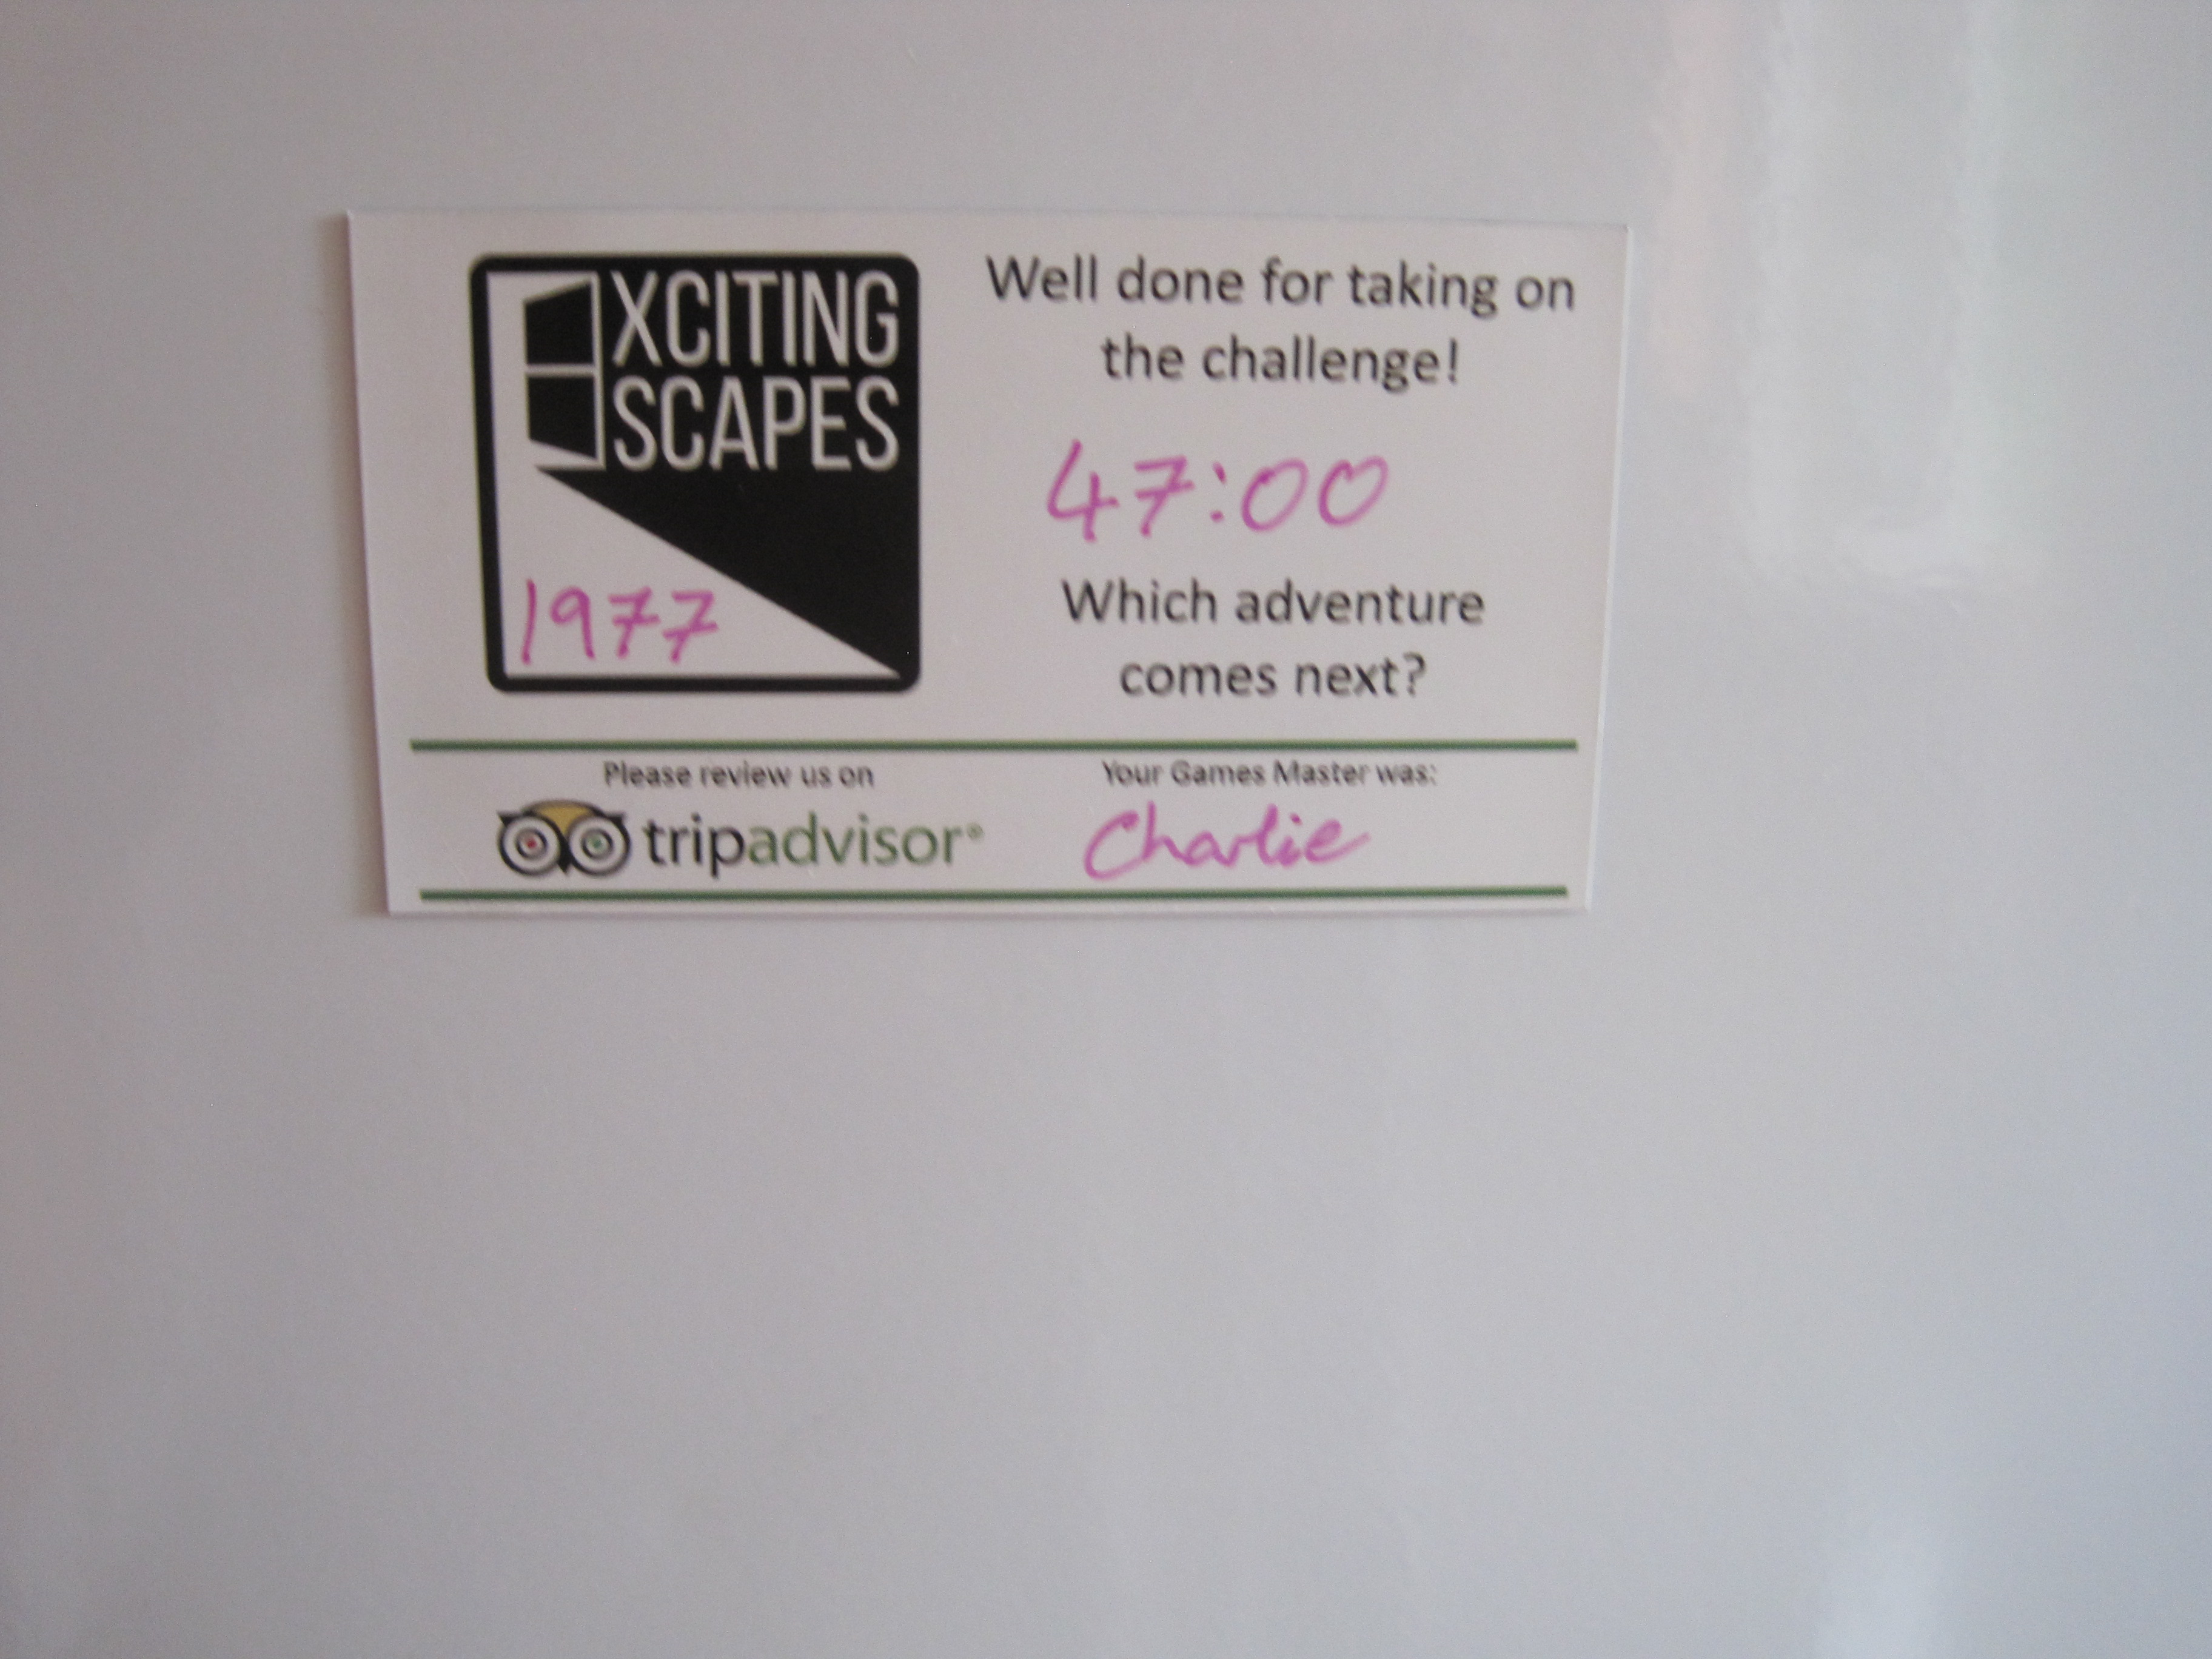 XCITING
SCAPES
1977
Well done for taking on
the challenge!
47:00
Which adventure
comes next?
Please review us on
tripadvisor®
Your Games Master was:
Charlie